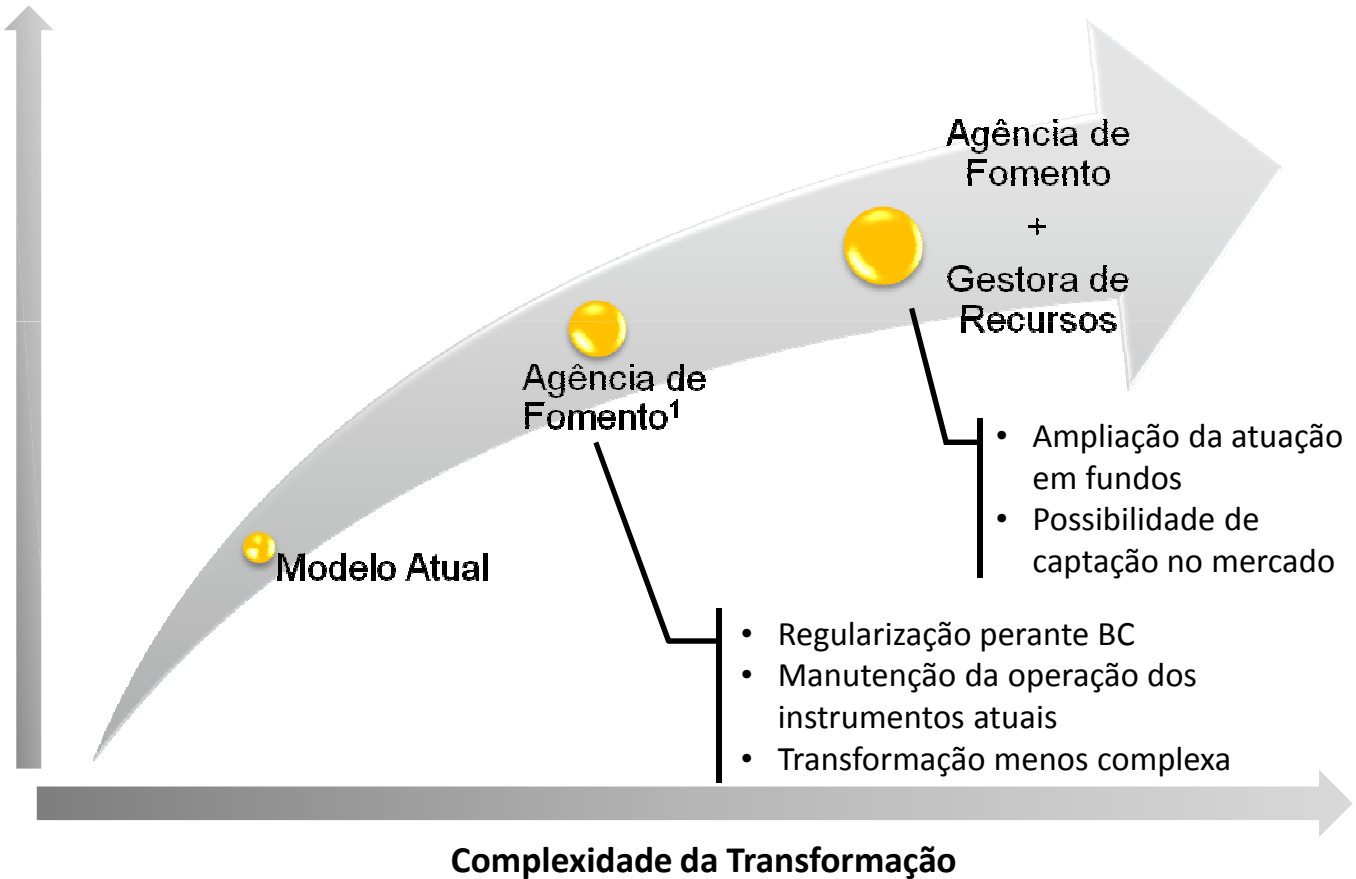 Agência de
Fomento
+
Gestora de
Recursos
Agência de
Fomento¹
Modelo Atual
• Ampliação da atuação
em fundos
• Possibilidade de
captação no mercado
• Regularização perante BC
• Manutenção da operação dos
instrumentos atuais
• Transformação menos complexa
Complexidade da Transformação